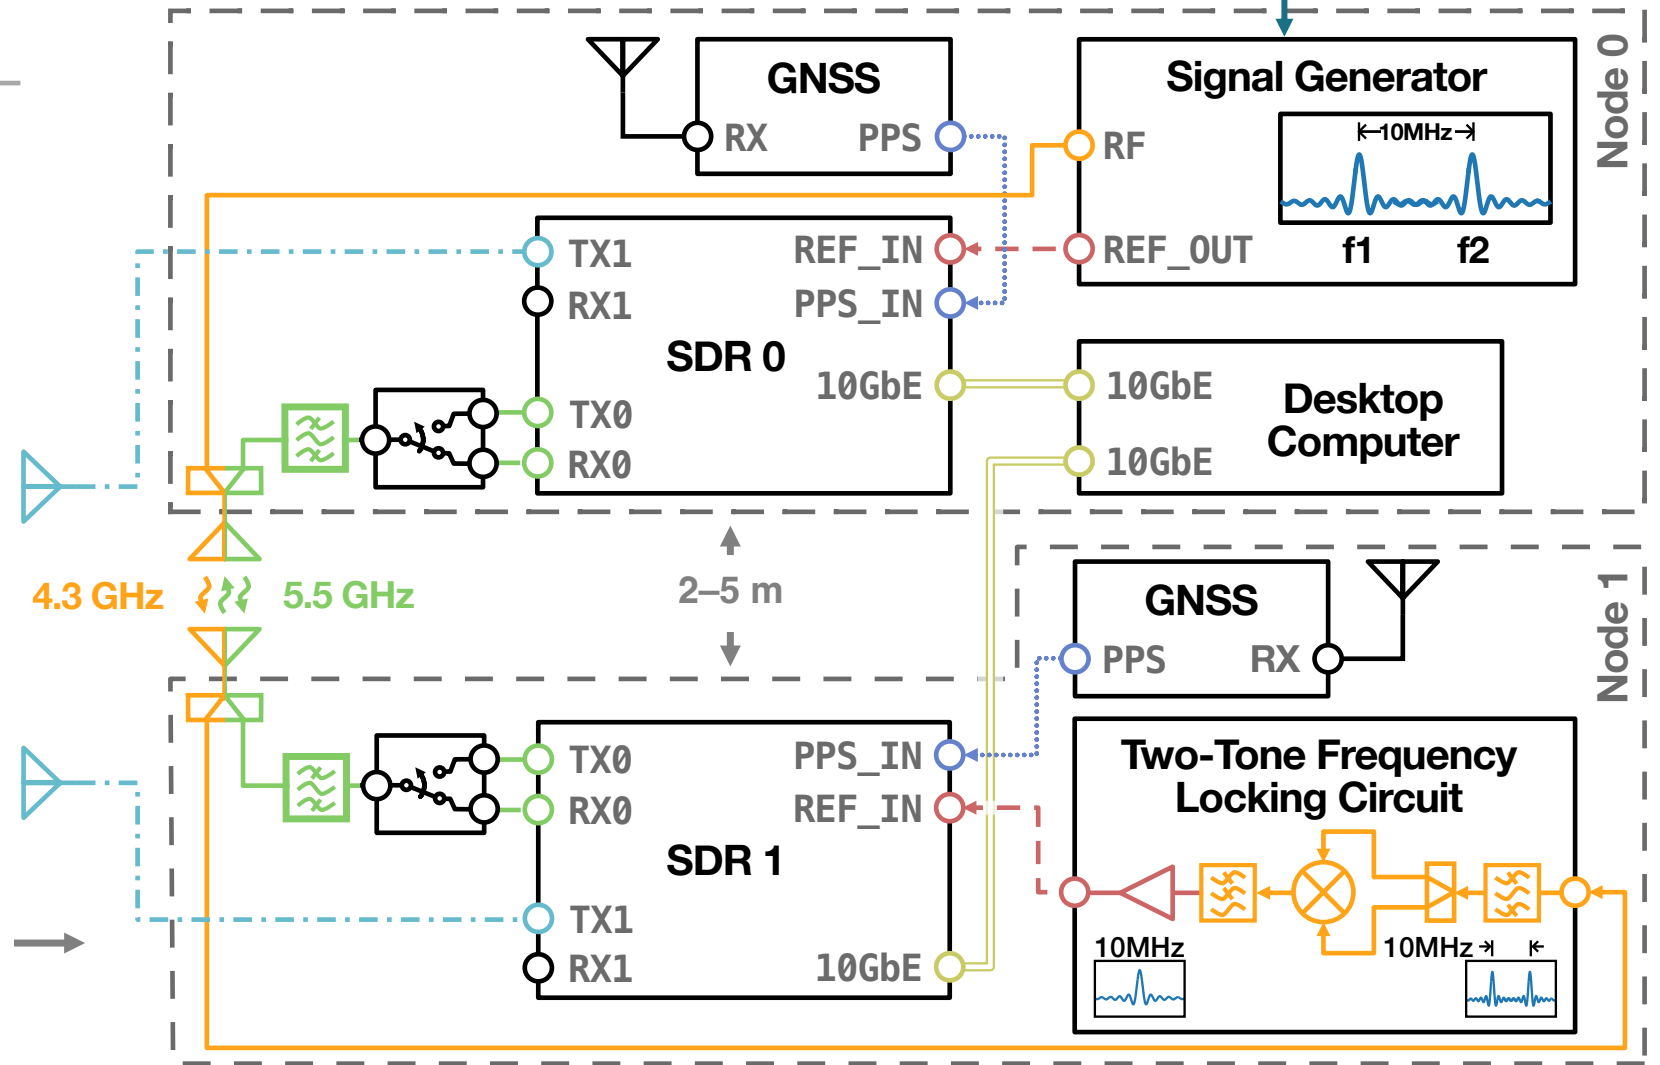 Node 0
GNSS
RX
PPS
Signal Generator
RF
10MHz
f1
f2
REF_OUT
TX1
RX1
REF_IN
PPS_IN
SDR 0
10GbE
TX0
RX0
10GbE
10GbE
Desktop
Computer
4.3 GHz
5.5 GHz
2–5 m
Node 1
GNSS
PPS
RX
TX0
RX0
PPS_IN
REF_IN
SDR 1
TX1
RX1
10GbE
Two-Tone Frequency
Locking Circuit
10MHz
10MHz